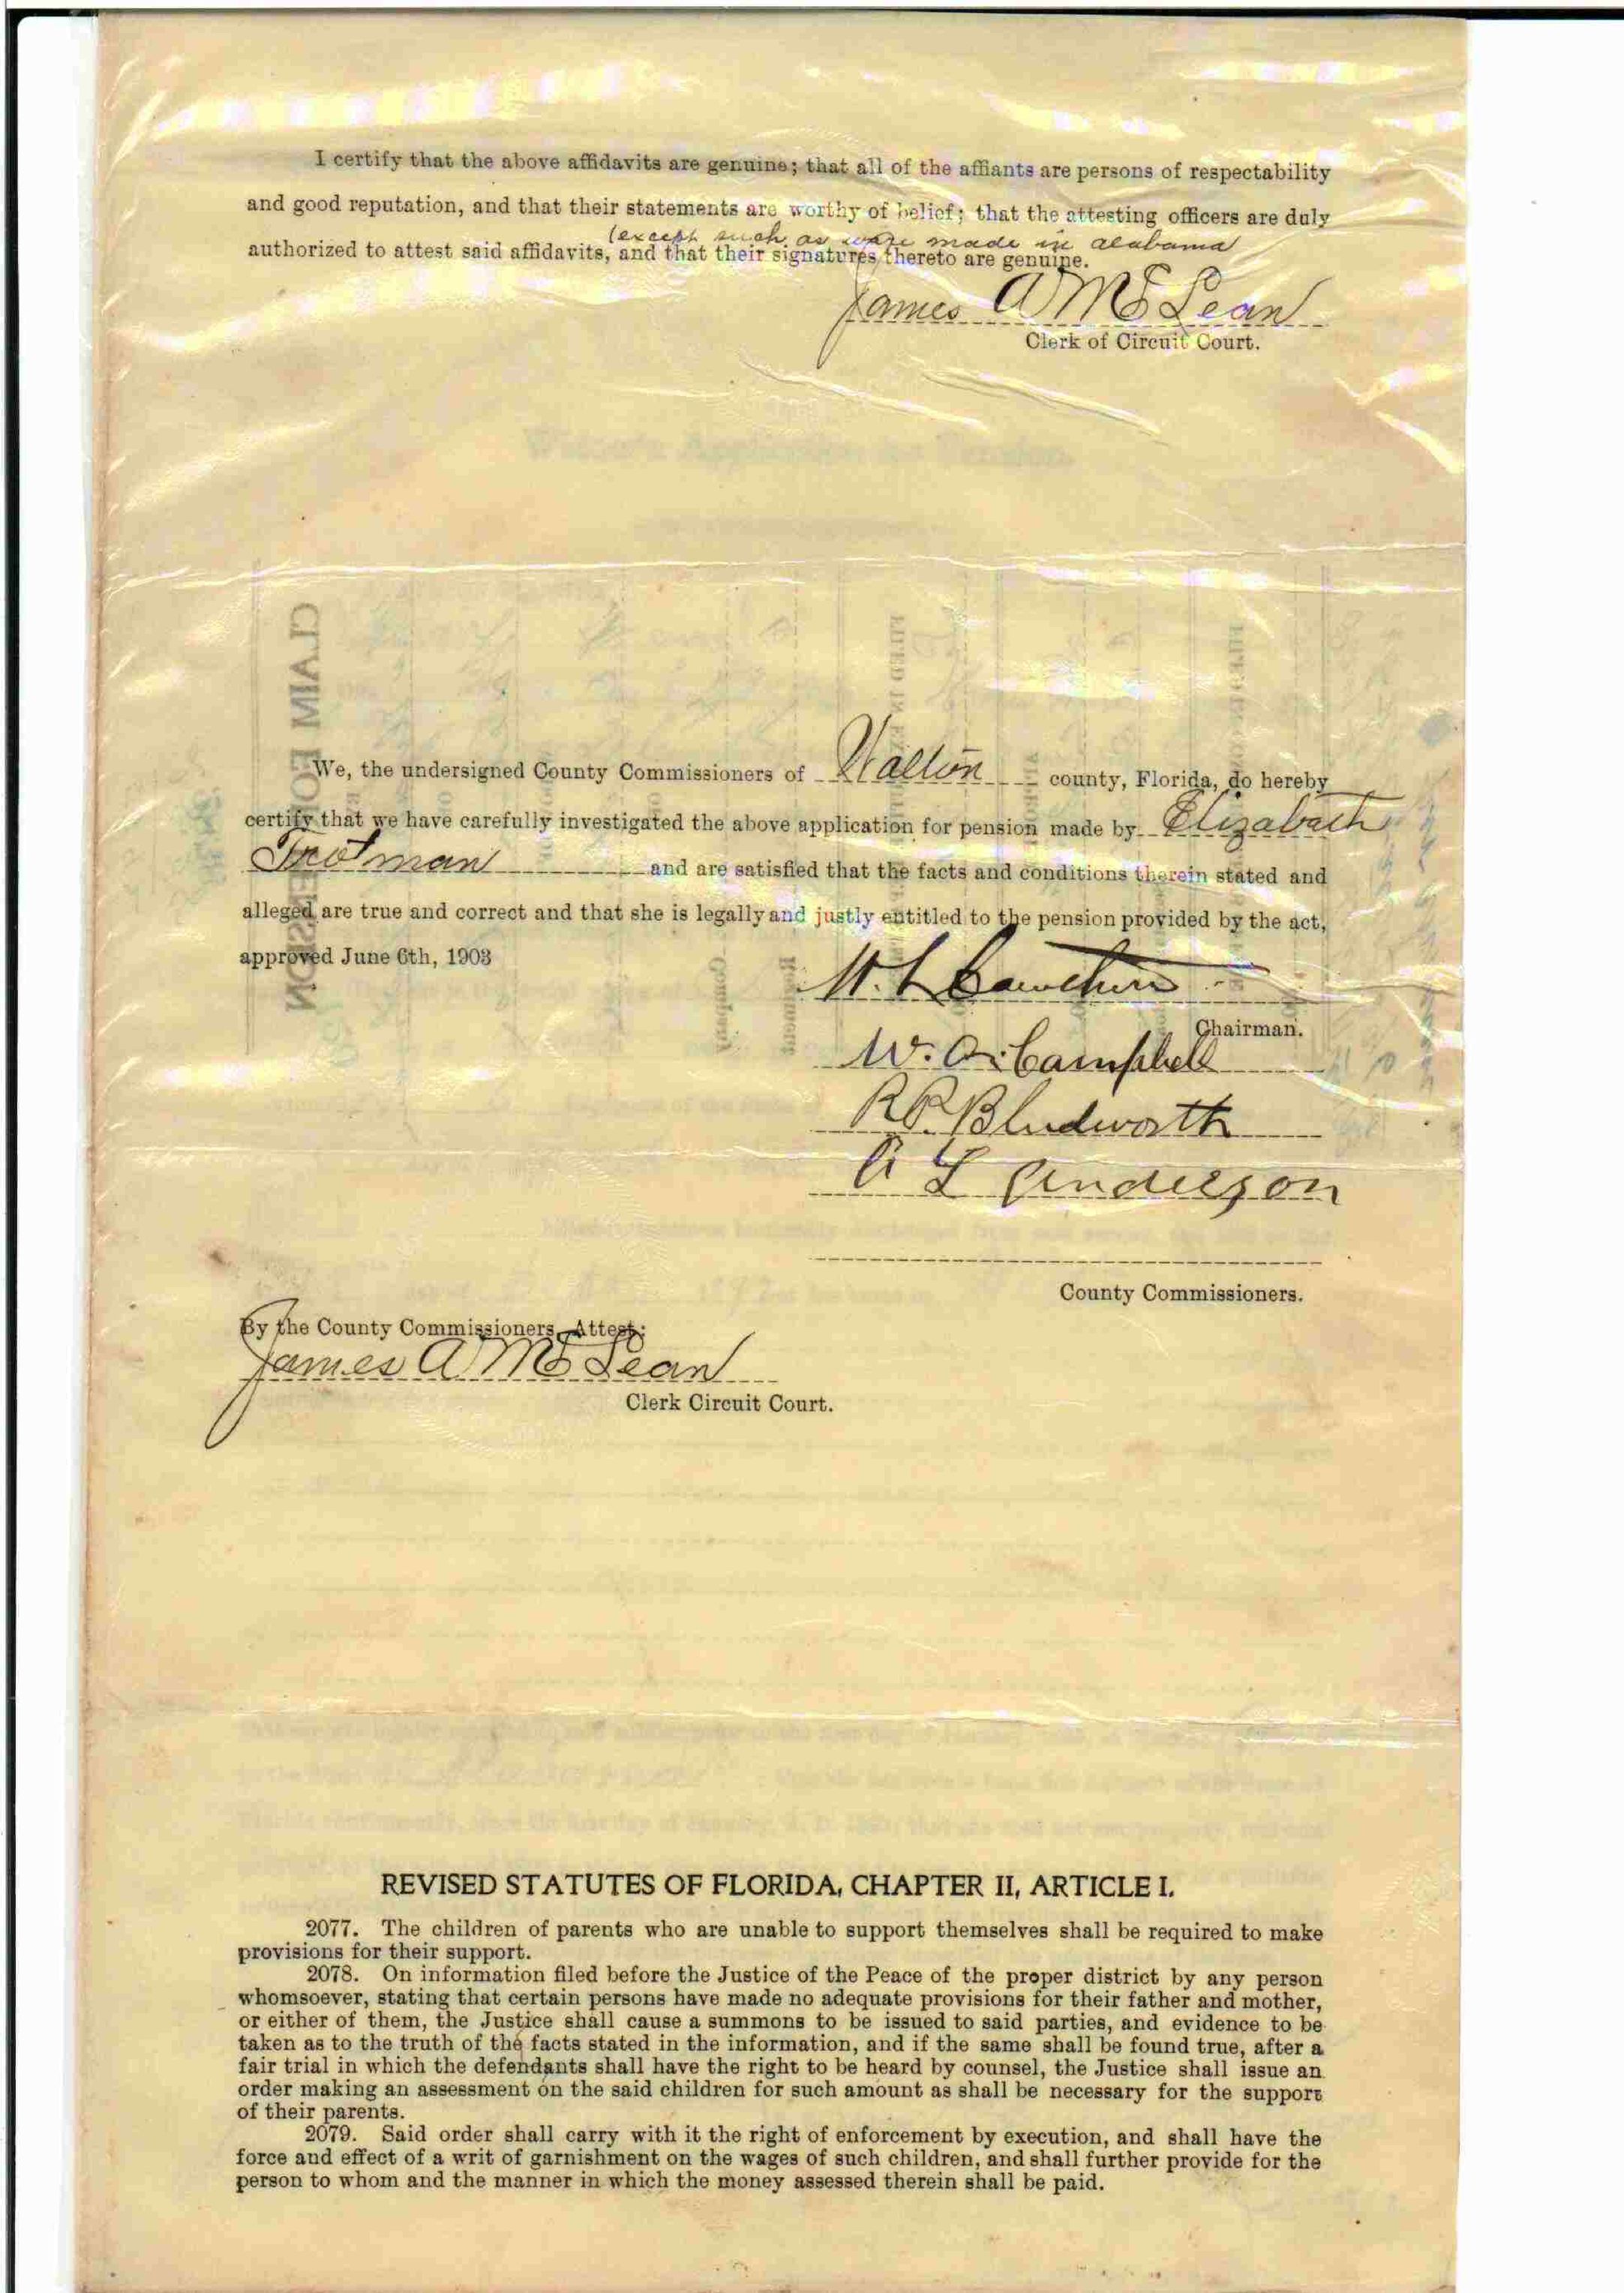 I certify that the above affidavits are genuine; that all of the affiants are persons of respectability
and good reputation, and that their statements are worthy of belief; that the attesting officers are duly
(except such as were made in alabama
authorized to attest said affidavits, and that their signatures thereto are genuine.
James A McLean
Clerk of Circuit Court.
We, the undersigned County Commissioners of Walton county, Florida, do hereby
certify that we have carefully investigated the above application for pension made by Elizabeth
Trotman and are satisfied that the facts and conditions therein stated and
alleged are true and correct and that she is legally and justly entitled to the pension provided by the act,
approved June 6th, 1903
CLAIM FOR PENSION
W. L. Cawthon
Chairman.
W. A. Campbell
R.P. Bludworth
A L Anderson
County Commissioners.
By the County Commissioners, Attest:
James A McLean
Clerk Circuit Court.
REVISED STATUTES OF FLORIDA, CHAPTER II, ARTICLE I.
2077. The children of parents who are unable to support themselves shall be required to make
provisions for their support.
2078. On information filed before the Justice of the Peace of the proper district by any person
whomsoever, stating that certain persons have made no adequate provisions for their father and mother,
or either of them, the Justice shall cause a summons to be issued to said parties, and evidence to be
taken as to the truth of the facts stated in the information, and if the same shall be found true, after a
fair trial in which the defendants shall have the right to be heard by counsel, the Justice shall issue an
order making an assessment on the said children for such amount as shall be necessary for the support
of their parents.
2079. Said order shall carry with it the right of enforcement by execution, and shall have the
force and effect of a writ of garnishment on the wages of such children, and shall further provide for the
person to whom and the manner in which the money assessed therein shall be paid.